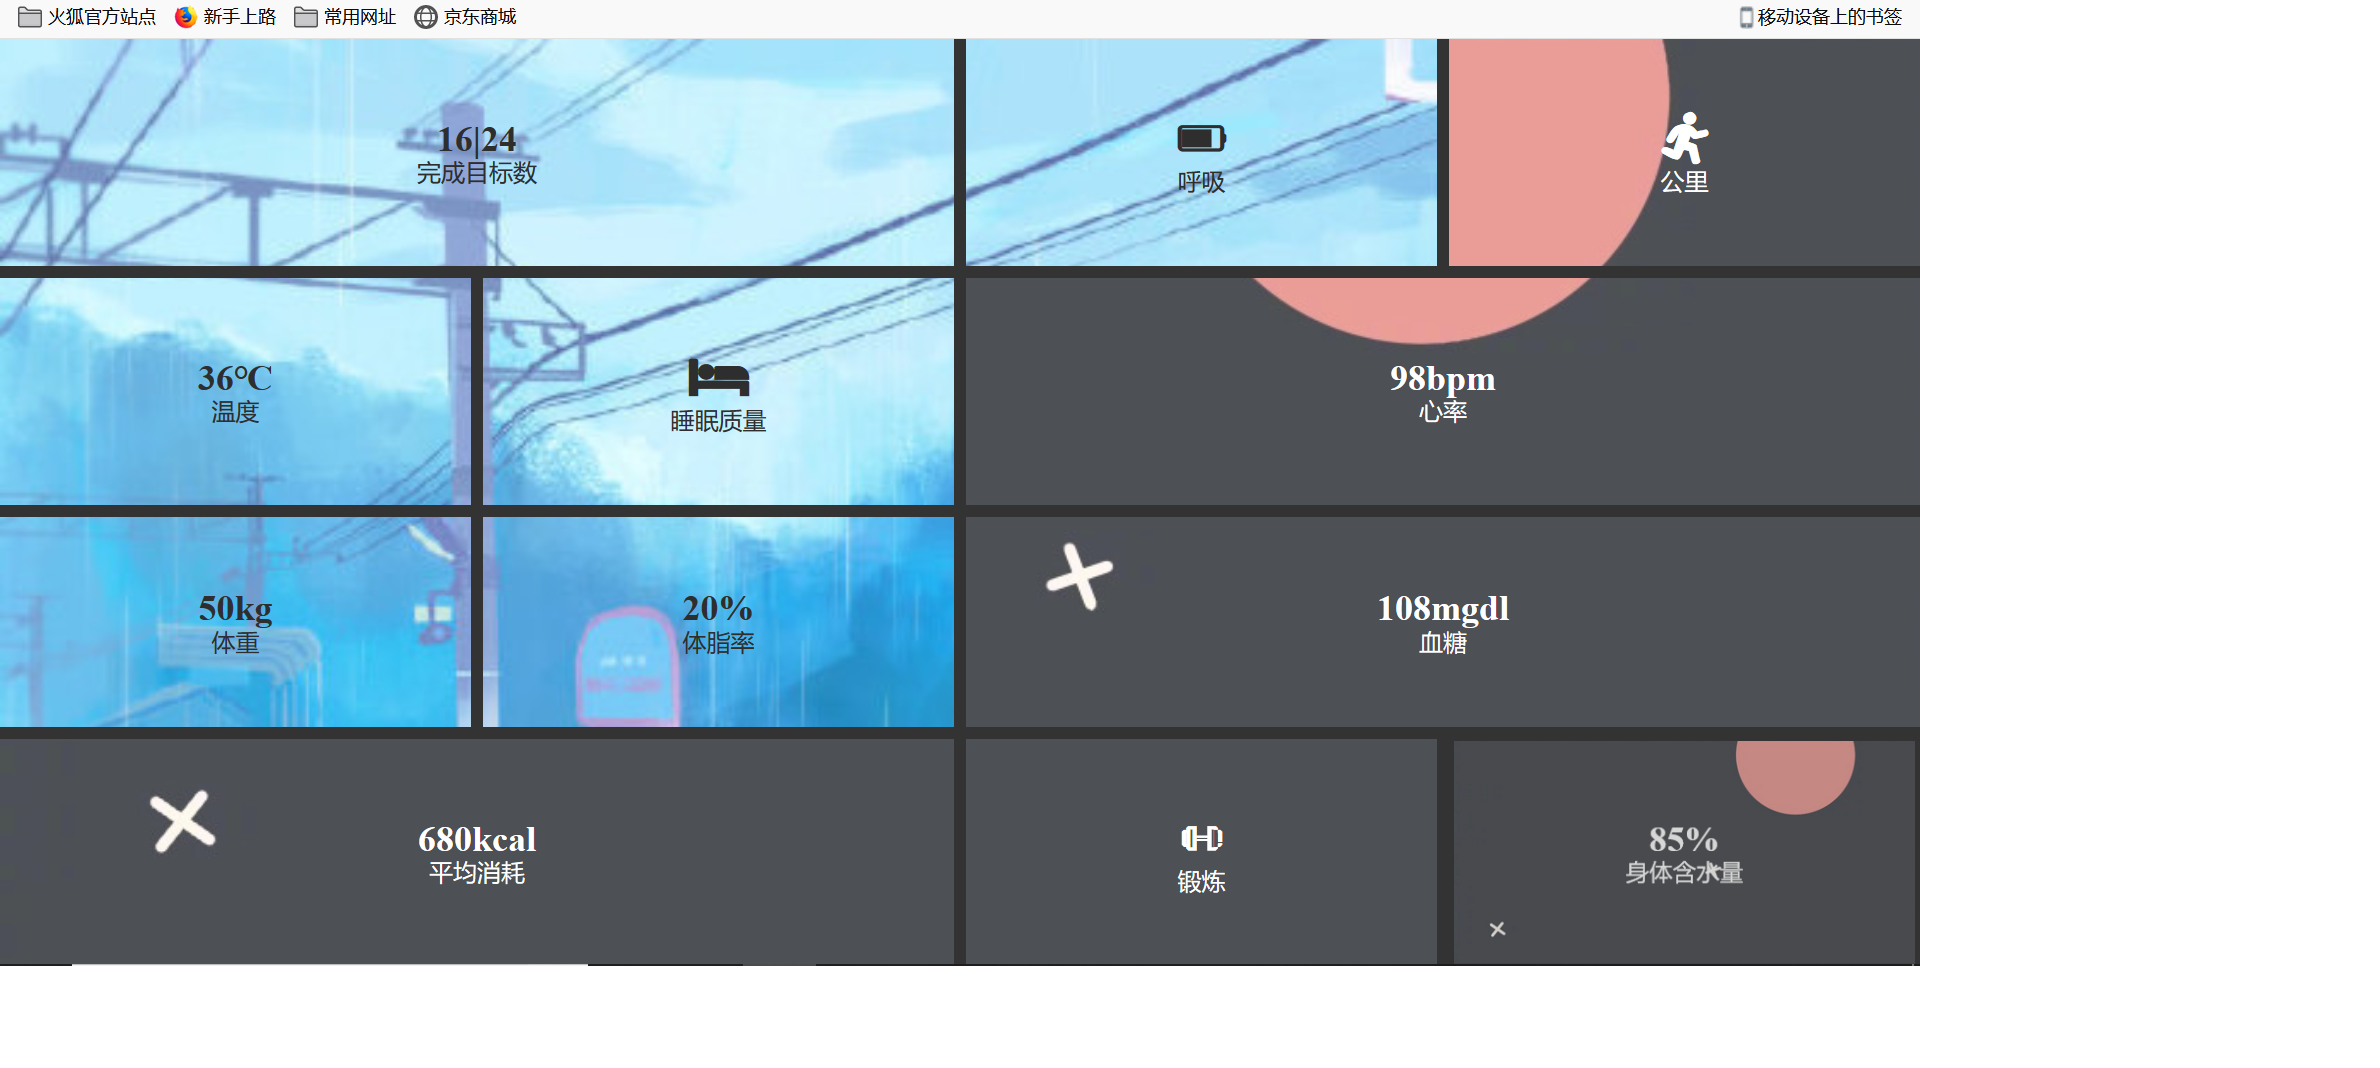 火狐官方站点 新手上路 常用网址 京东商城 移动设备上的书签
16|24
完成目标数
呼吸
公里
36℃
温度
睡眠质量
98bpm
心率
50kg
体重
20%
体脂率
108mgdl
血糖
680kcal
平均消耗
锻炼
85%
身体含水量